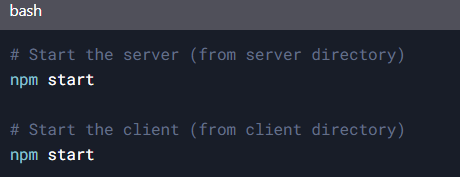 bash
# Start the server (from server directory)
npm start
# Start the client (from client directory)
npm start